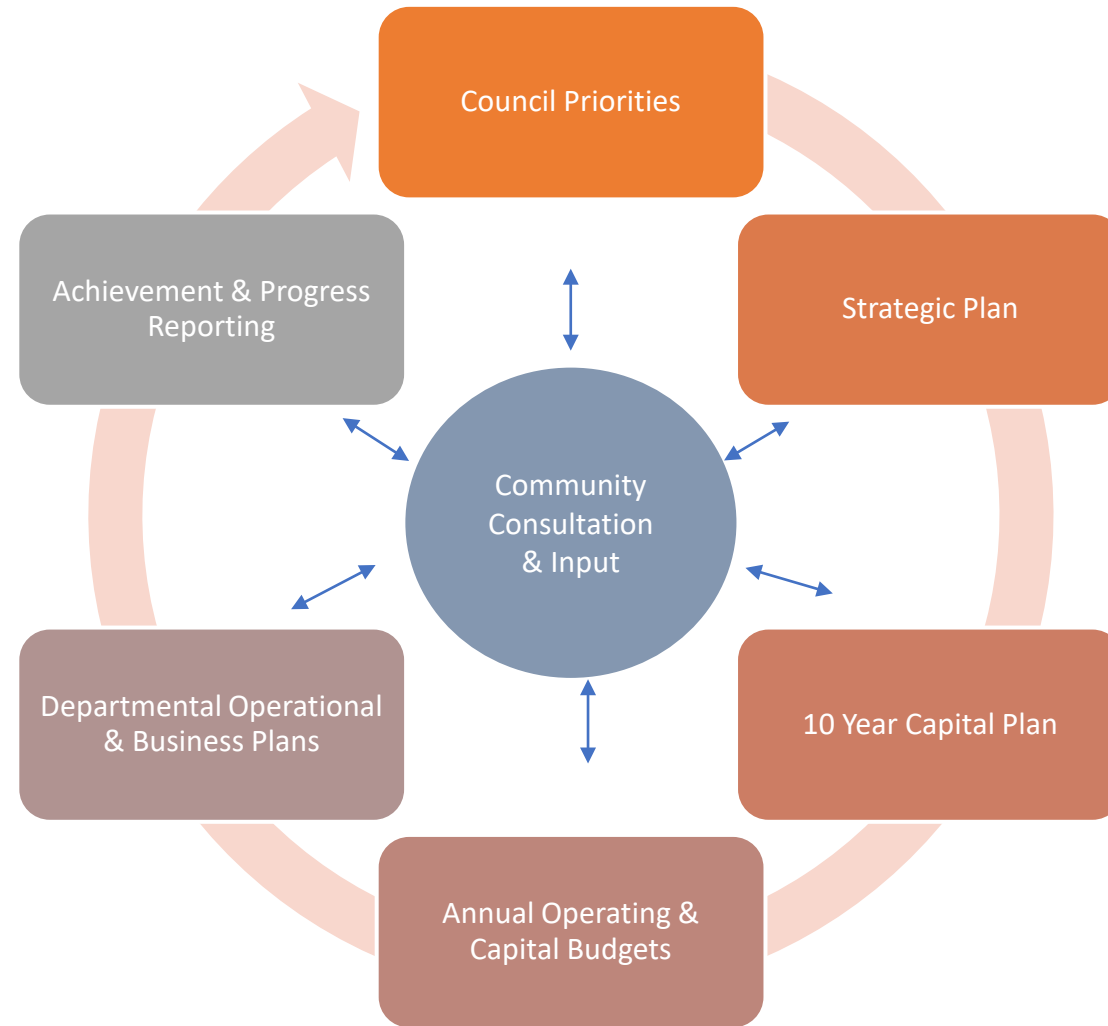 Council Priorities
Strategic Plan
10 Year Capital Plan
Annual Operating &
Capital Budgets
Departmental Operational
& Business Plans
Achievement & Progress
Reporting
Community
Consultation
& Input